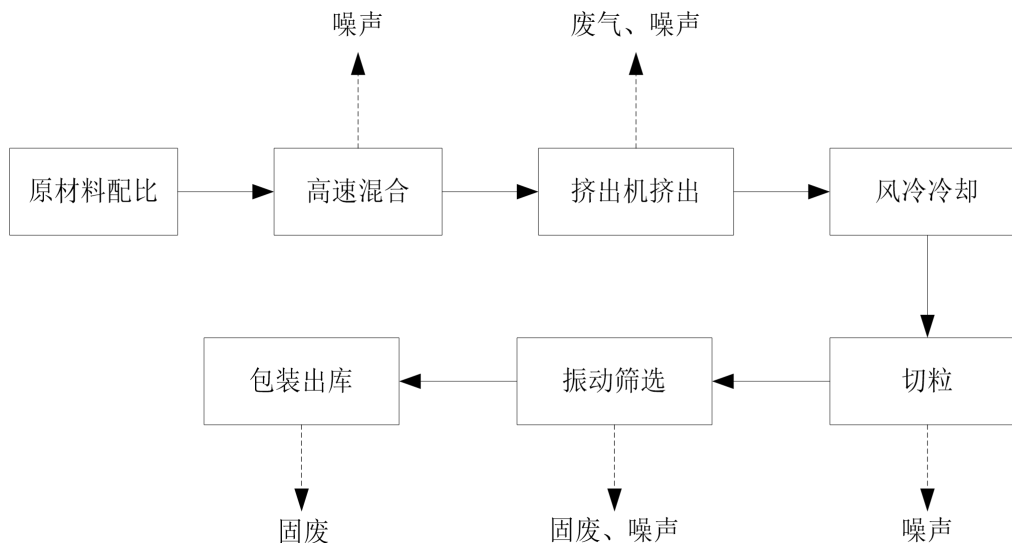 噪声
废气、噪声
原材料配比
高速混合
挤出机挤出
风冷冷却
包装出库
振动筛选
切粒
固废
固废、噪声
噪声